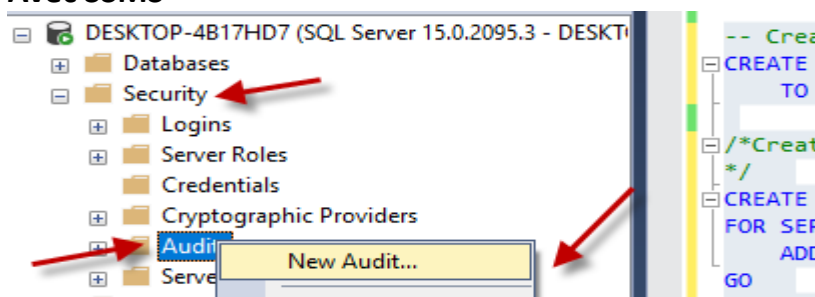 DESKTOP-4B17HD7 (SQL Server 15.0.2095.3 - DESKT
Databases
Security
Logins
Server Roles
Credentials
Cryptographic Providers
Audit
New Audit...
Serve
-- Crea
CREATE
TO
/*Creat
*/
CREATE
FOR SER
ADD
GO